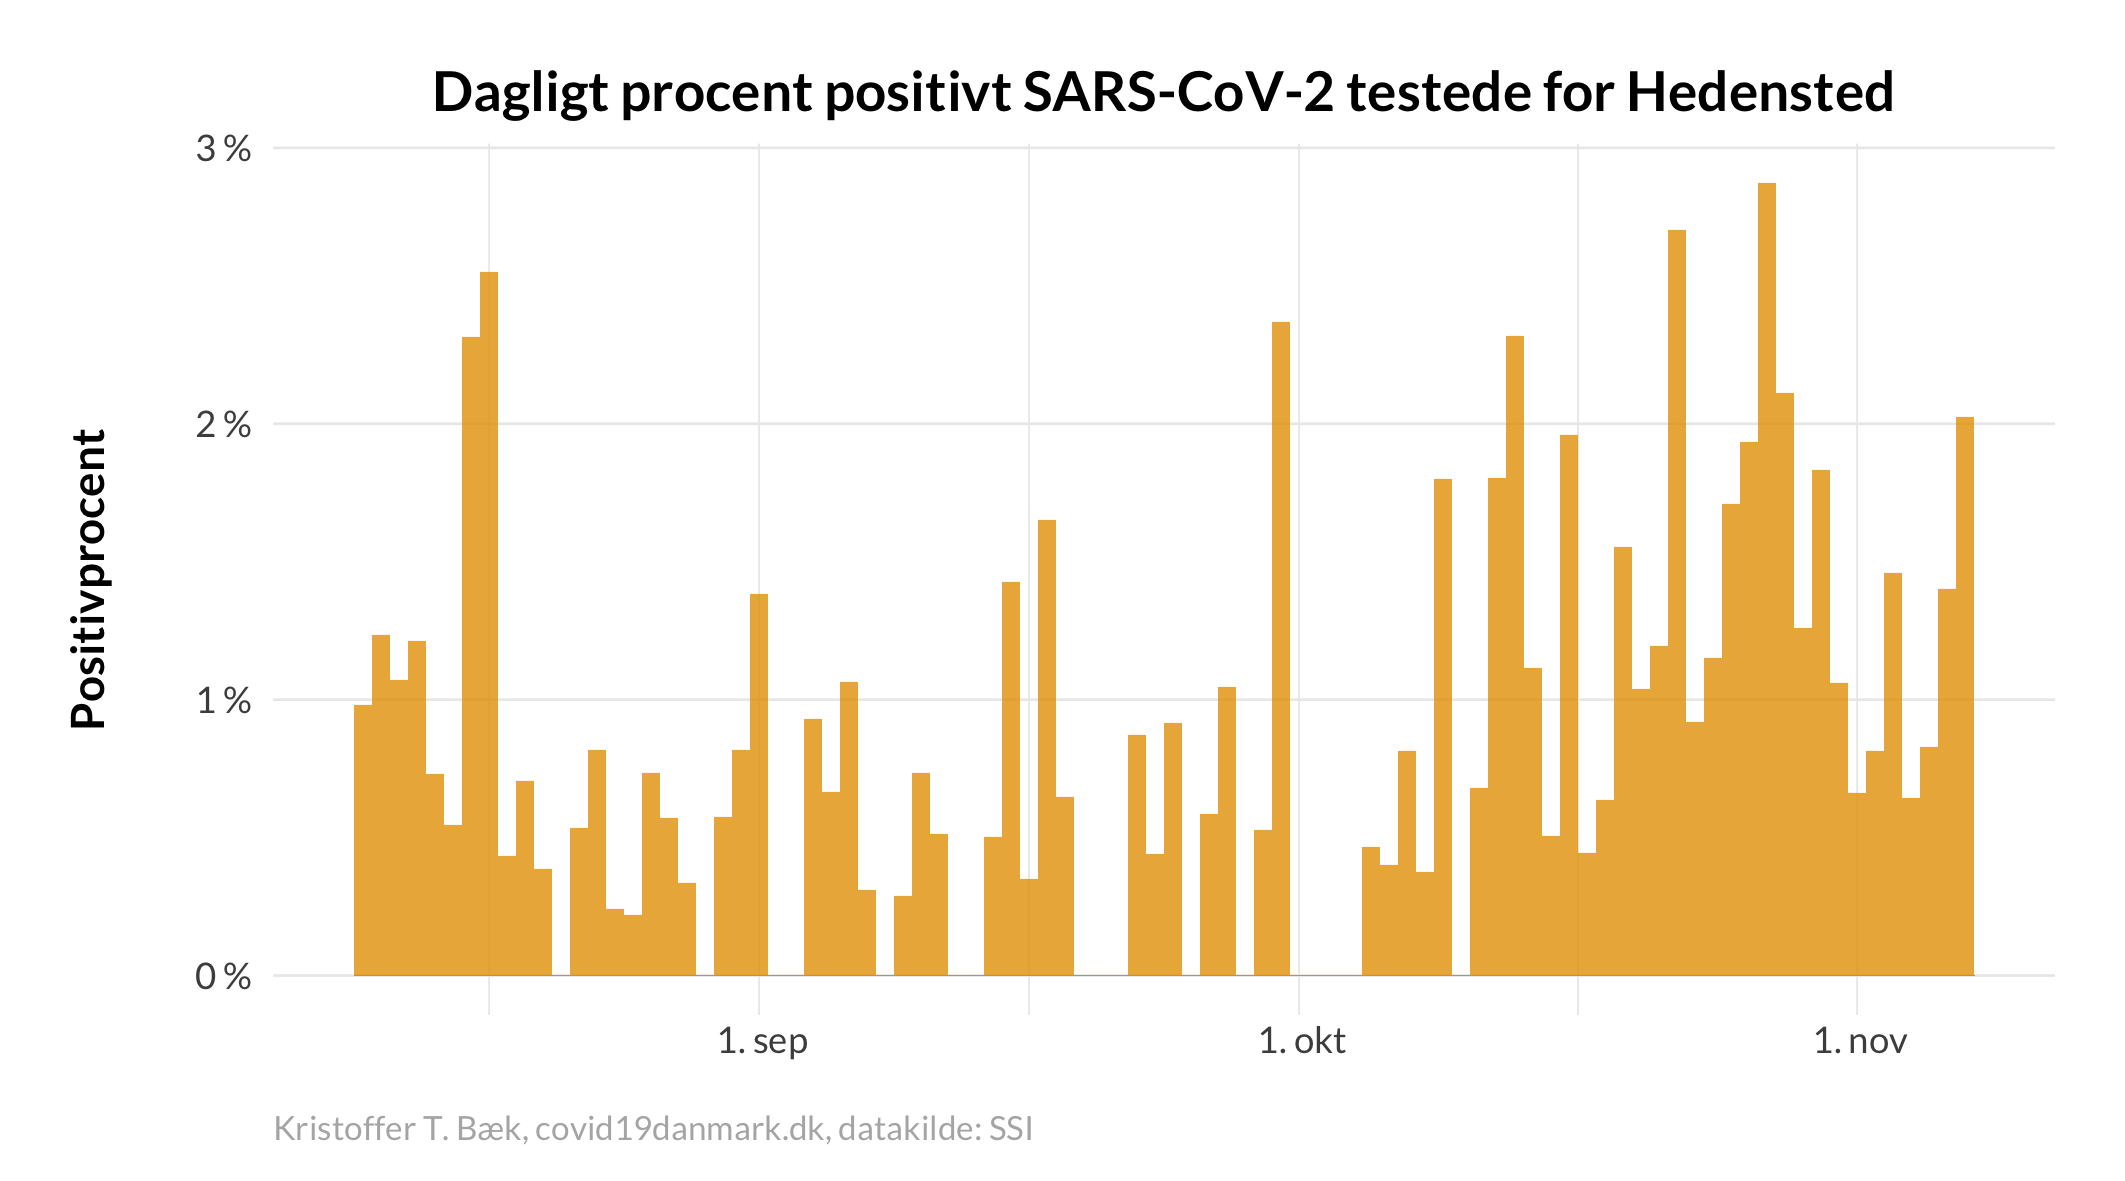 Dagligt procent positivt SARS-CoV-2 testede for Hedensted
3 %
2 %
1 %
0 %
Positivprocent
1. sep
1. okt
1. nov
Kristoffer T. Bæk, covid19danmark.dk, datakilde: SSI